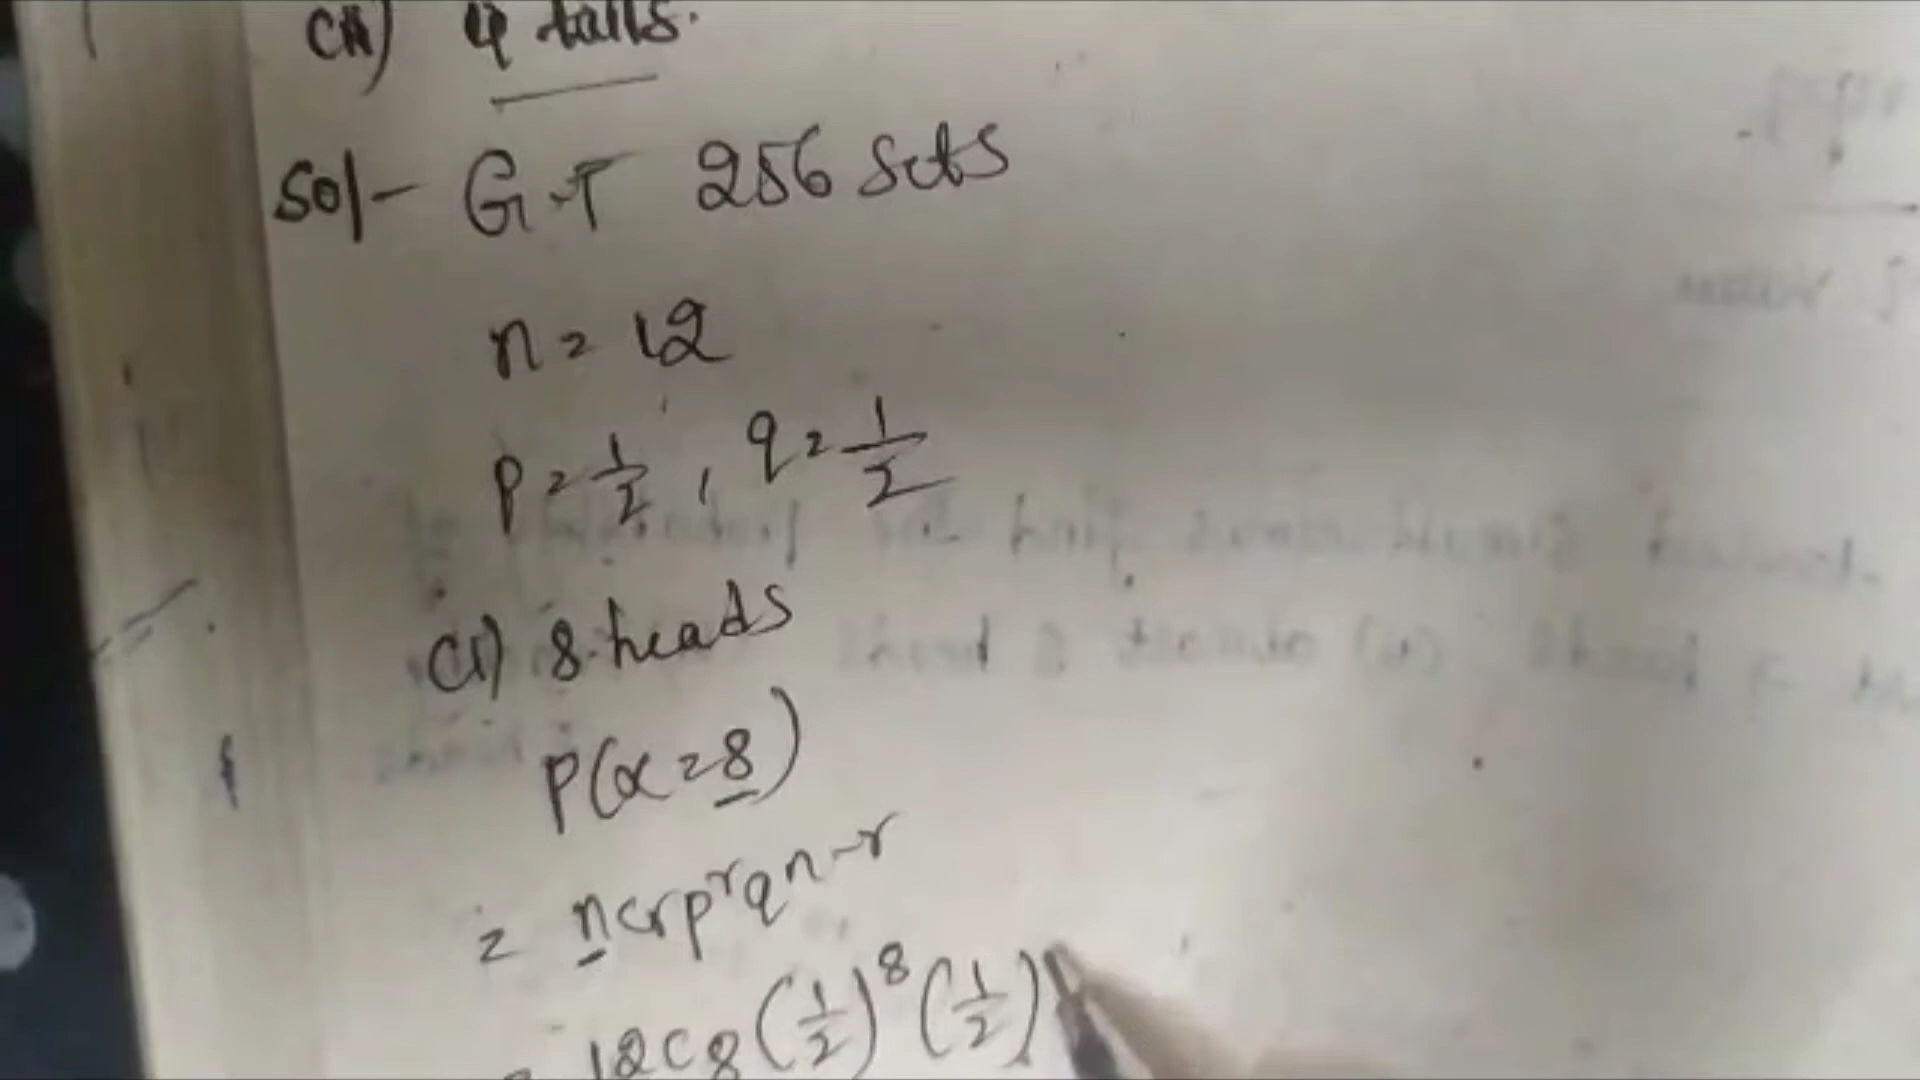 (ii) 4 tails.
Sol- G.T 256 sets
n = 12
p = 1/2, q = 1/2
(i) 8 heads
P(x = 8)
= ncr p^r q^n-r
= 12c8 (1/2)^8 (1/2)